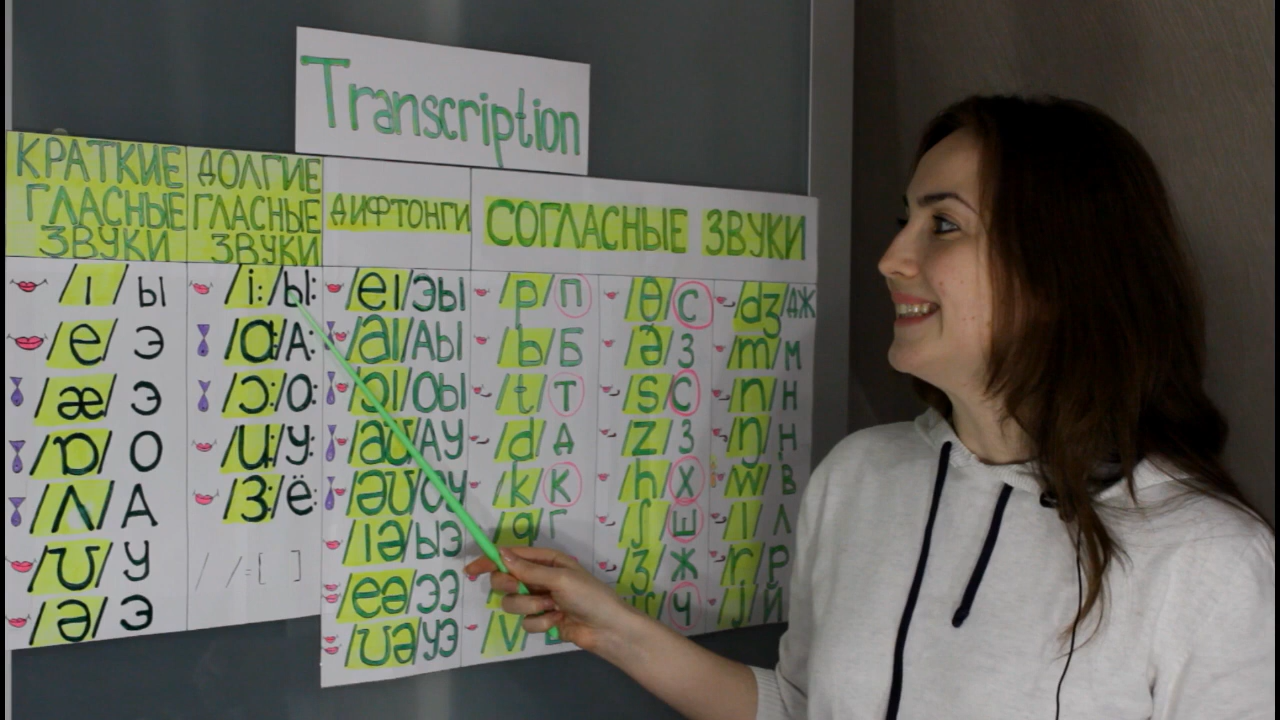 Transcription
КРАТКИЕ
ГЛАСНЫЕ
ЗВУКИ
/ɪ/ Ы
/e/ Э
/æ/ Э
/ɒ/ О
/ʌ/ А
/ʊ/ У
/ə/ Э
ДОЛГИЕ
ГЛАСНЫЕ
ЗВУКИ
/i:/Ы:
/ɑ:/А:
/ɔ:/О:
/u:/У:
/ɜ:/Ё:
/ /=[ ]
ДИФТОНГИ
/eɪ/ЭЫ
/aɪ/АЫ
/ɔɪ/ОЫ
/aʊ/АУ
/əʊ/ОУ
/ɪə/ЫЭ
/eə/ЭЭ
/ʊə/УЭ
СОГЛАСНЫЕ ЗВУКИ
/p/П
/b/Б
/t/Т
/d/Д
/k/К
/g/Г
/v/
/θ/С
/ð/З
/s/С
/z/З
/h/Х
/ʃ/Ш
/ʒ/Ж
Ч
/dʒ/ДЖ
/m/М
/n/Н
/ŋ/Н
/w/В
/l/Л
/r/Р
/j/Й